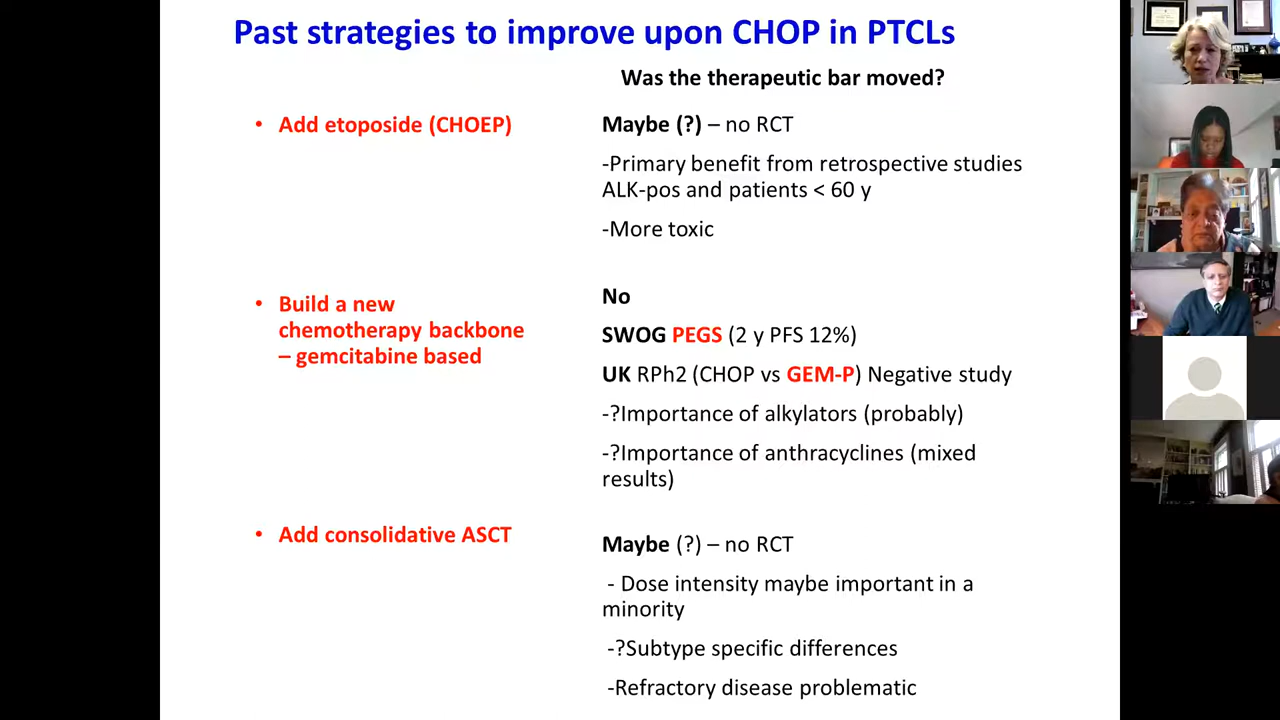 Past strategies to improve upon CHOP in PTCLs
Was the therapeutic bar moved?
• Add etoposide (CHOEP)
Maybe (?) – no RCT
-Primary benefit from retrospective studies
ALK-pos and patients < 60 y
-More toxic
• Build a new
chemotherapy backbone
– gemcitabine based
No
SWOG PEGS (2 y PFS 12%)
UK RPh2 (CHOP vs GEM-P) Negative study
-?Importance of alkylators (probably)
-?Importance of anthracyclines (mixed
results)
• Add consolidative ASCT
Maybe (?) – no RCT
- Dose intensity maybe important in a
minority
-?Subtype specific differences
-Refractory disease problematic